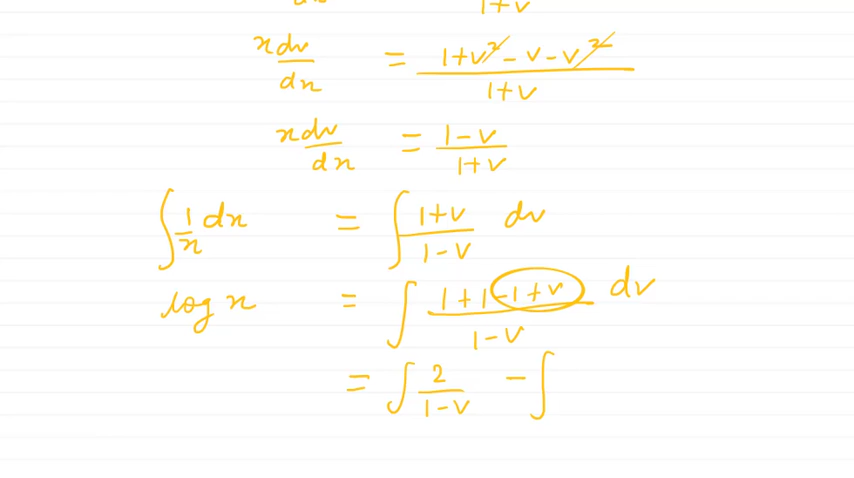 1+v
x dv/dx = (1+v²-v-v²)/(1+v)
x dv/dx = (1-v)/(1+v)
∫ 1/x dx = ∫ (1+v)/(1-v) dv
log x = ∫ (1+1-1+v)/(1-v) dv
= ∫ 2/(1-v) - ∫